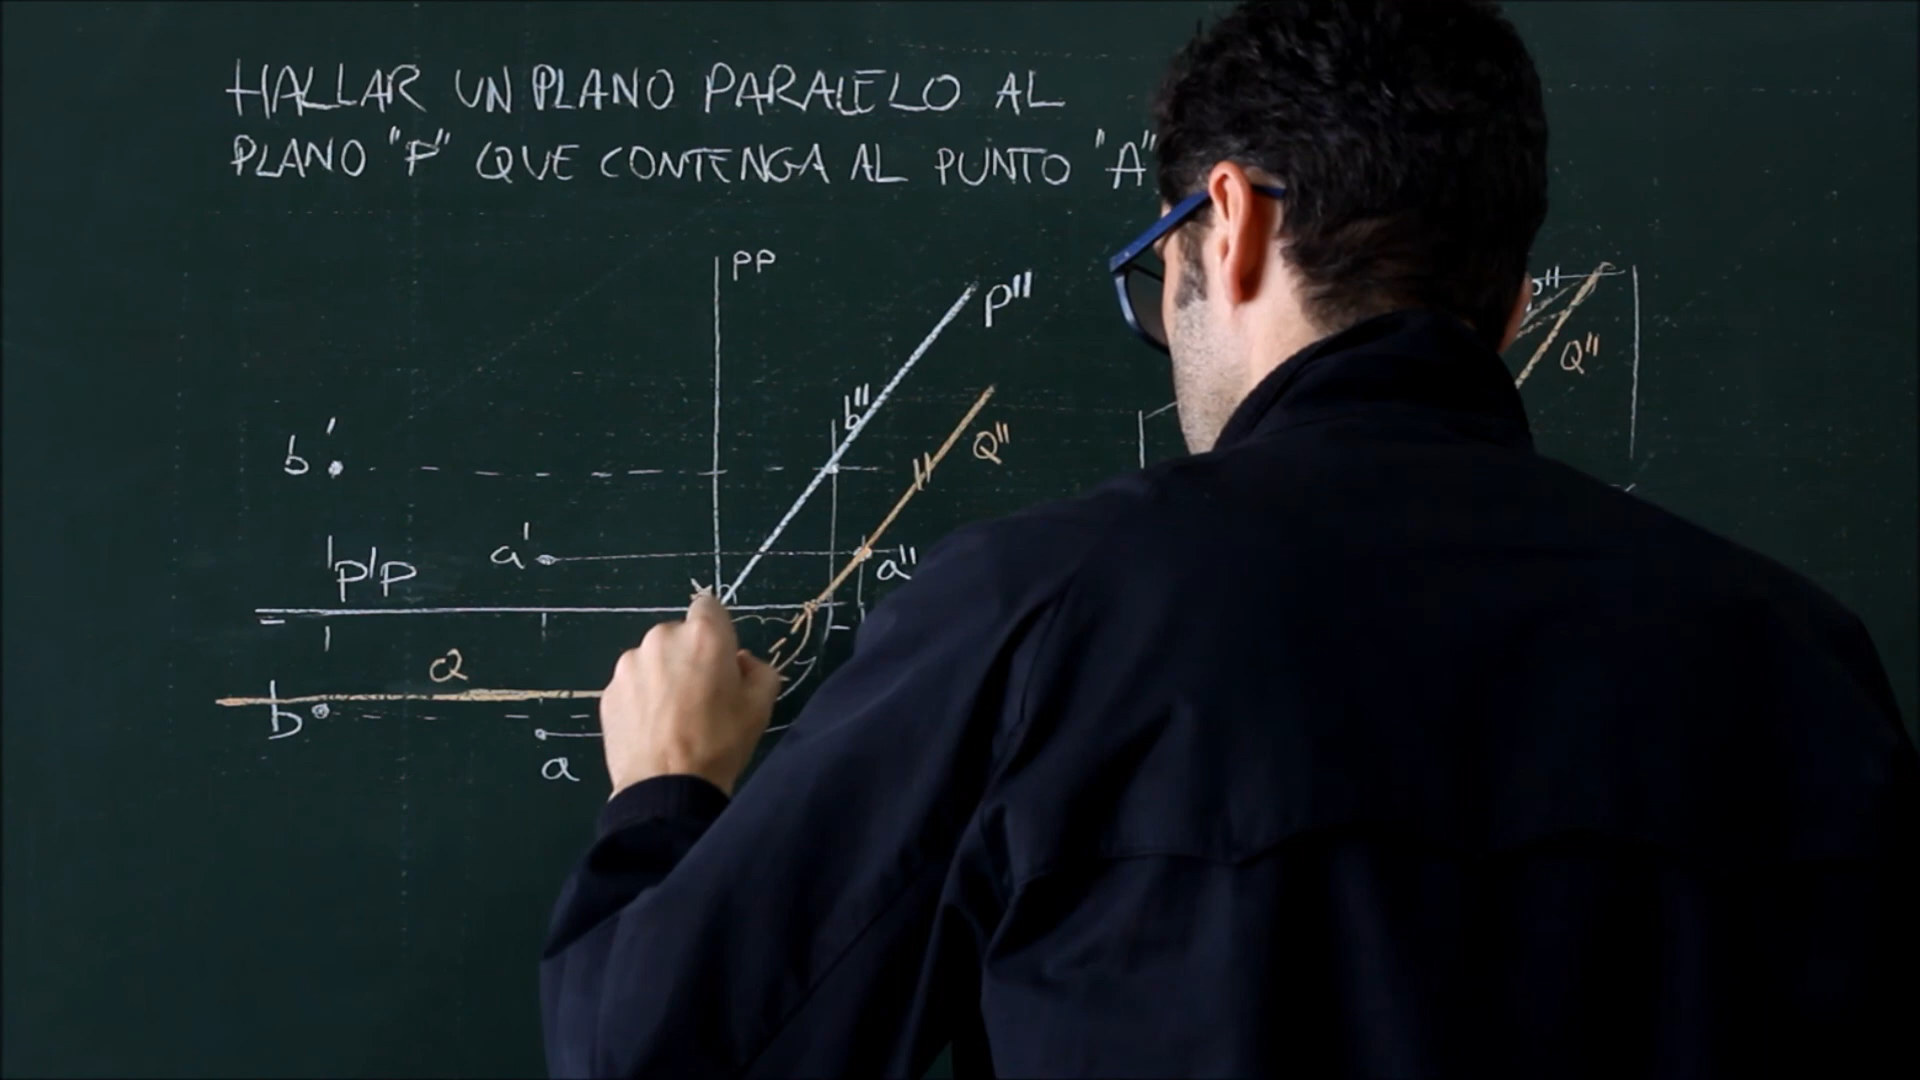 HALLAR UN PLANO PARALELO AL
PLANO "P" QUE CONTENGA AL PUNTO "A"
PP
P"
b"
Q"
b'
a'
a"
P'P
Q
b
a
Q"